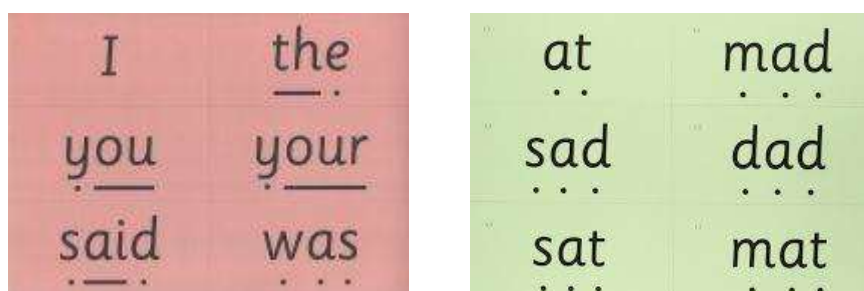 I the
you your
said was
at mad
sad dad
sat mat